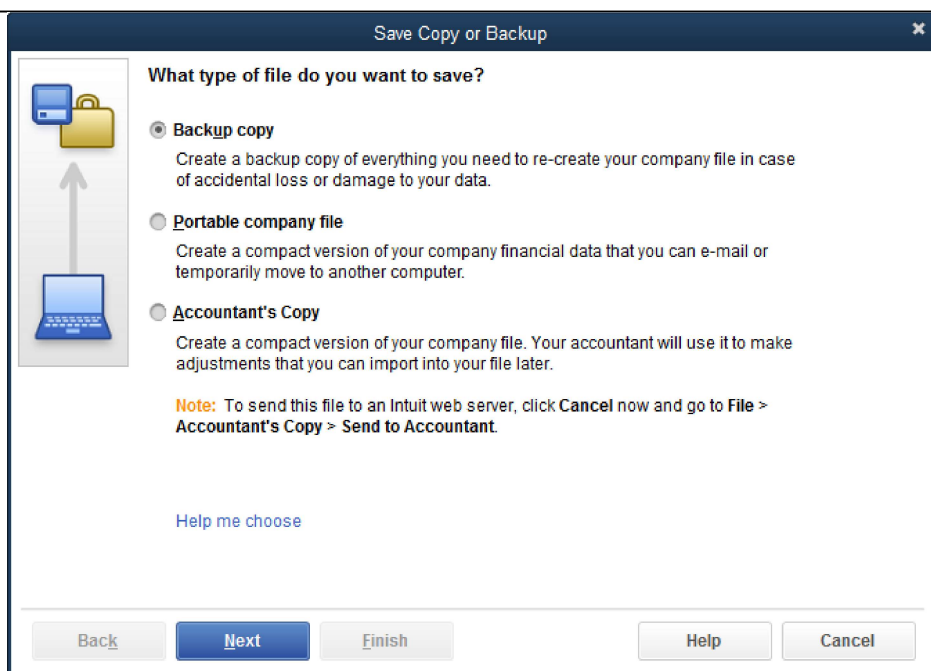 Save Copy or Backup
What type of file do you want to save?
Backup copy
Create a backup copy of everything you need to re-create your company file in case
of accidental loss or damage to your data.
Portable company file
Create a compact version of your company financial data that you can e-mail or
temporarily move to another computer.
Accountant's Copy
Create a compact version of your company file. Your accountant will use it to make
adjustments that you can import into your file later.
Note: To send this file to an Intuit web server, click Cancel now and go to File >
Accountant's Copy > Send to Accountant.
Help me choose
Back Next Finish Help Cancel